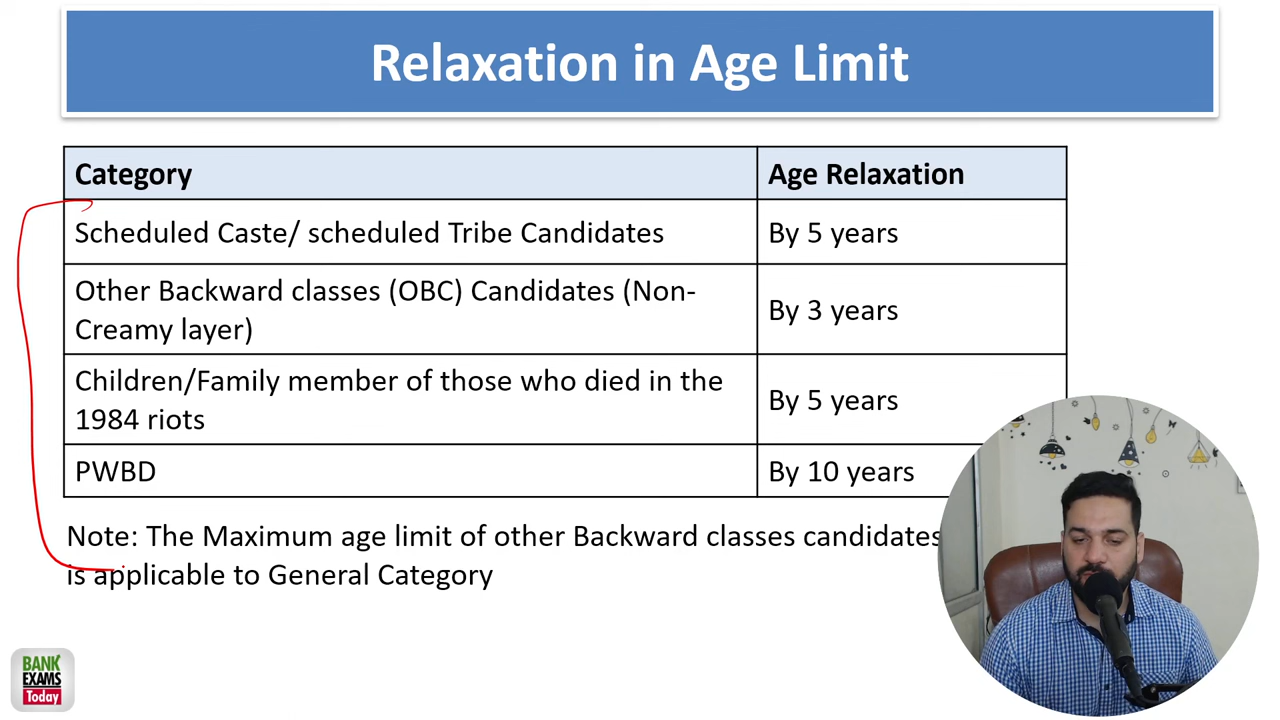 Relaxation in Age Limit
Category
Age Relaxation
Scheduled Caste/ scheduled Tribe Candidates
By 5 years
Other Backward classes (OBC) Candidates (Non-
Creamy layer)
By 3 years
Children/Family member of those who died in the
1984 riots
By 5 years
PWBD
By 10 years
Note: The Maximum age limit of other Backward classes candidates
is applicable to General Category
BANK
EXAMS
Today